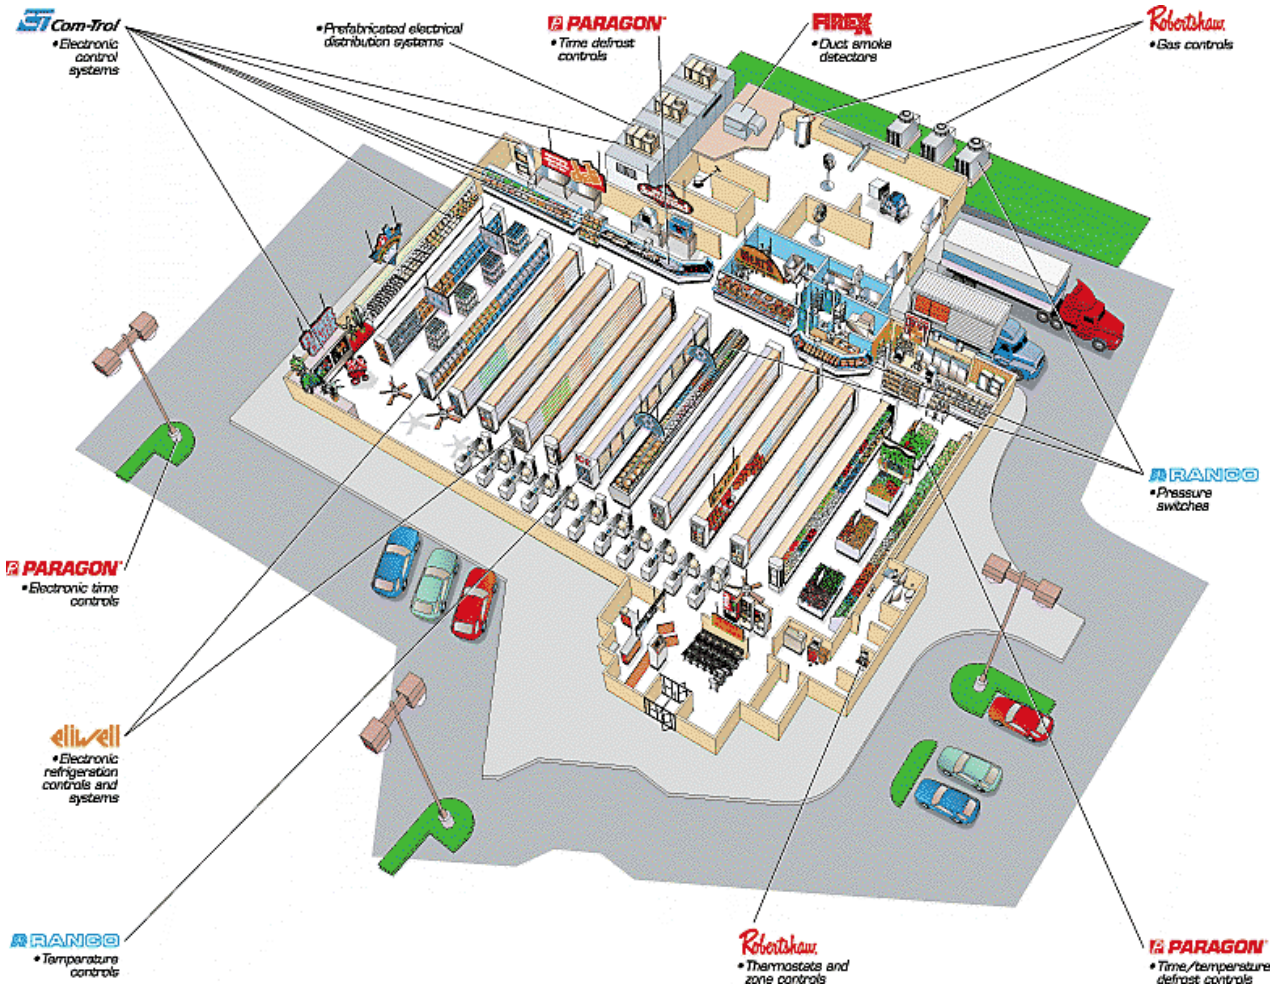 Com-Trol
• Electronic
control
systems
• Prefabricated electrical
distribution systems
PARAGON
• Time defrost
controls
FIREX
• Duct smoke
detectors
Robertshaw
• Gas controls
RANCO
• Pressure
switches
PARAGON
• Electronic time
controls
eliwell
• Electronic
refrigeration
controls and
systems
RANCO
• Temperature
controls
Robertshaw
• Thermostats and
zone controls
PARAGON
• Time/temperature
defrost controls
MEATS
ICE